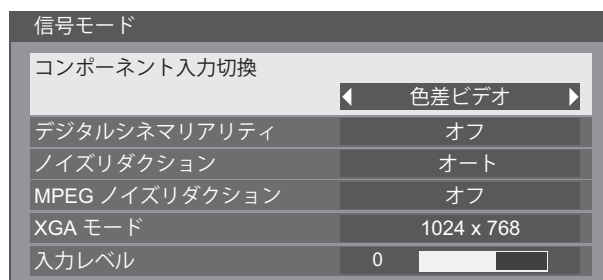 信号モード
コンポーネント入力切換
色差ビデオ
デジタルシネマリアリティ オフ
ノイズリダクション オート
MPEG ノイズリダクション オフ
XGA モード 1024 x 768
入力レベル 0